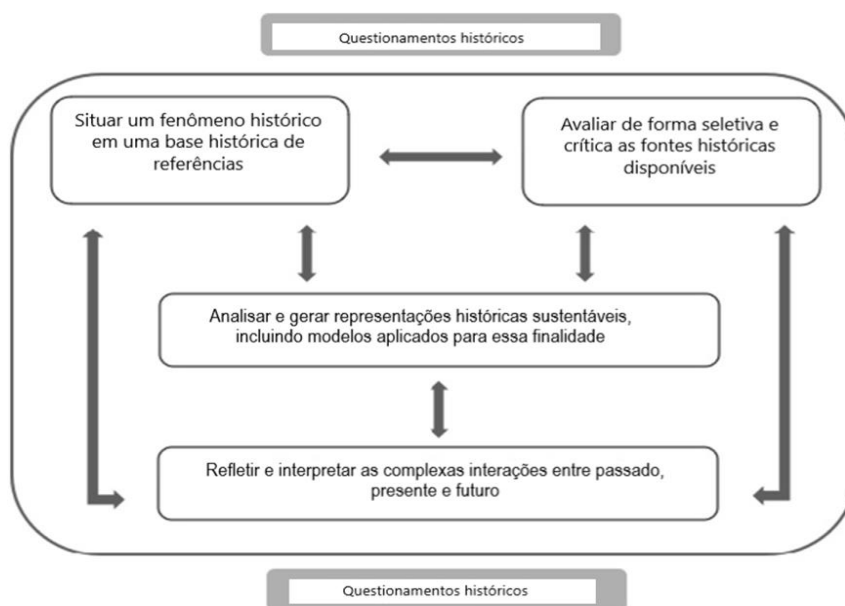 Questionamentos históricos
Situar um fenômeno histórico
em uma base histórica de
referências
Avaliar de forma seletiva e
crítica as fontes históricas
disponíveis
Analisar e gerar representações históricas sustentáveis,
incluindo modelos aplicados para essa finalidade
Refletir e interpretar as complexas interações entre passado,
presente e futuro
Questionamentos históricos